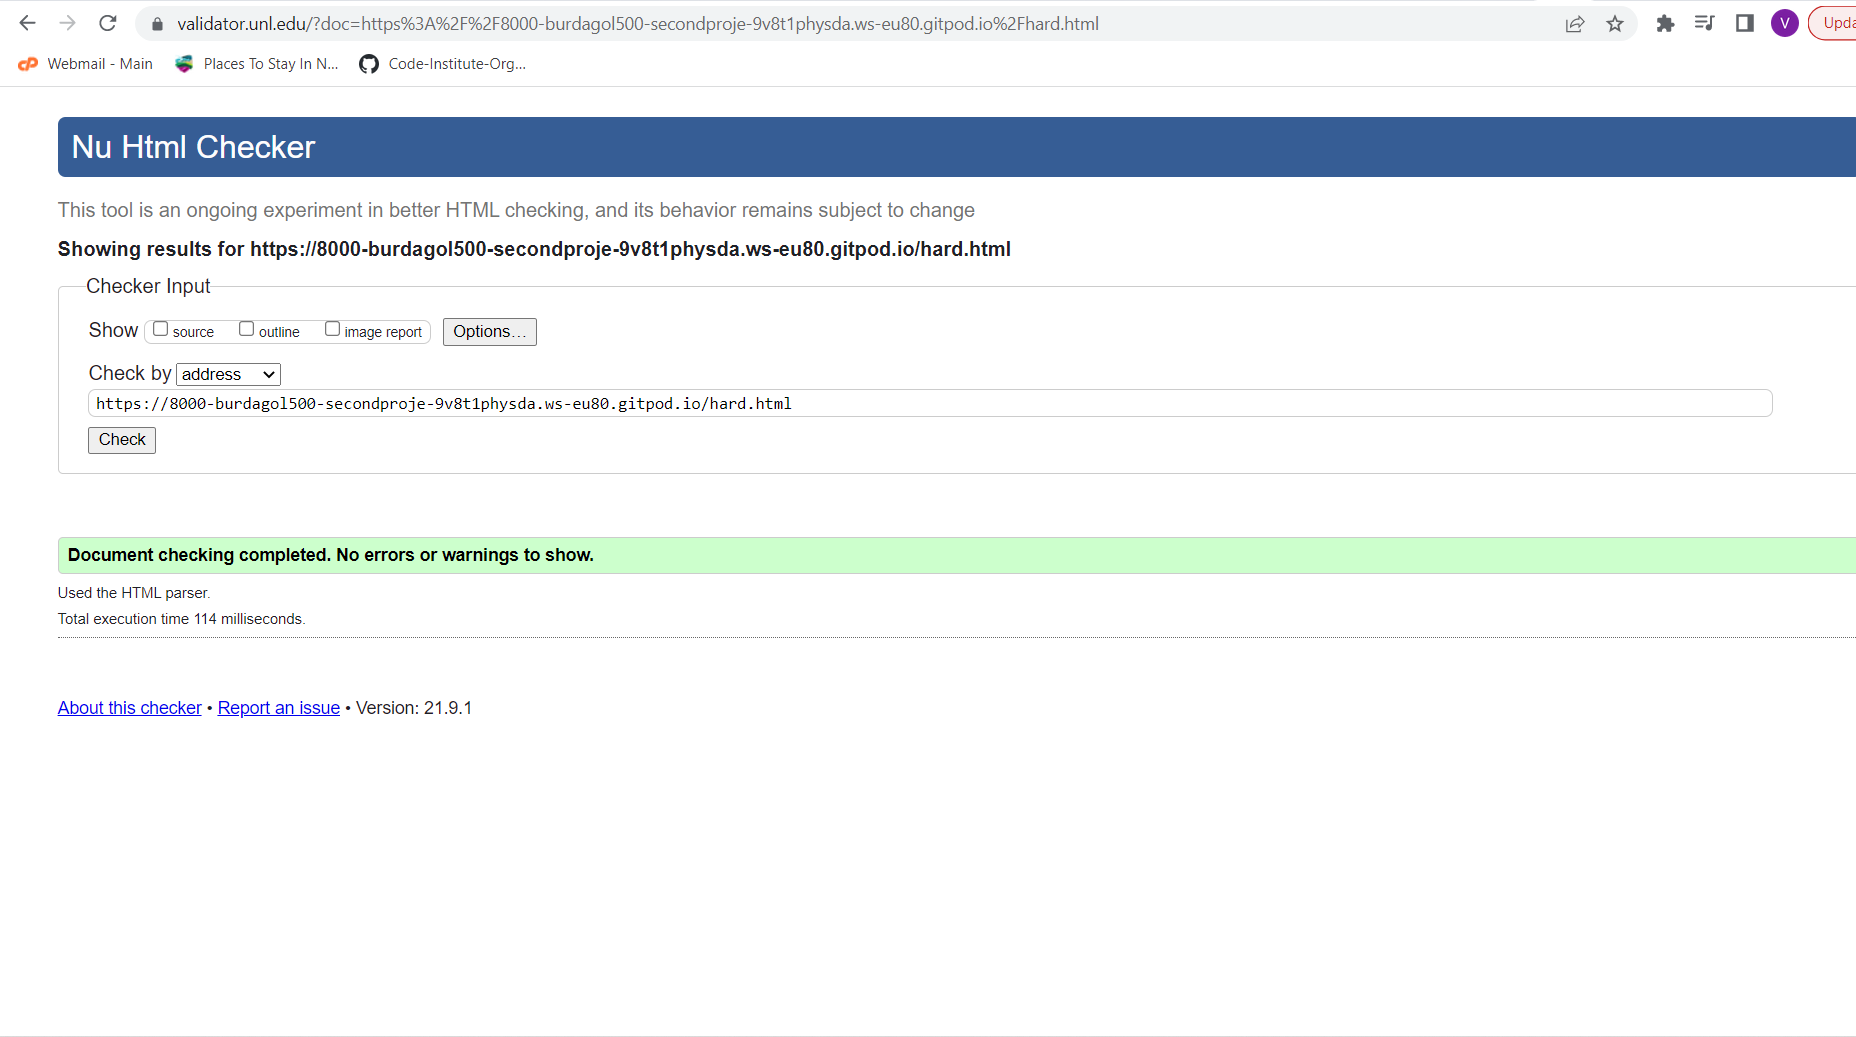 validator.unl.edu/?doc=https%3A%2F%2F8000-burdagol500-secondproje-9v8t1physda.ws-eu80.gitpod.io%2Fhard.html
V
Upda
Webmail - Main
Places To Stay In N...
Code-Institute-Org...
Nu Html Checker
This tool is an ongoing experiment in better HTML checking, and its behavior remains subject to change
Showing results for https://8000-burdagol500-secondproje-9v8t1physda.ws-eu80.gitpod.io/hard.html
Checker Input
Show source outline image report Options...
Check by address
https://8000-burdagol500-secondproje-9v8t1physda.ws-eu80.gitpod.io/hard.html
Check
Document checking completed. No errors or warnings to show.
Used the HTML parser.
Total execution time 114 milliseconds.
About this checker • Report an issue • Version: 21.9.1